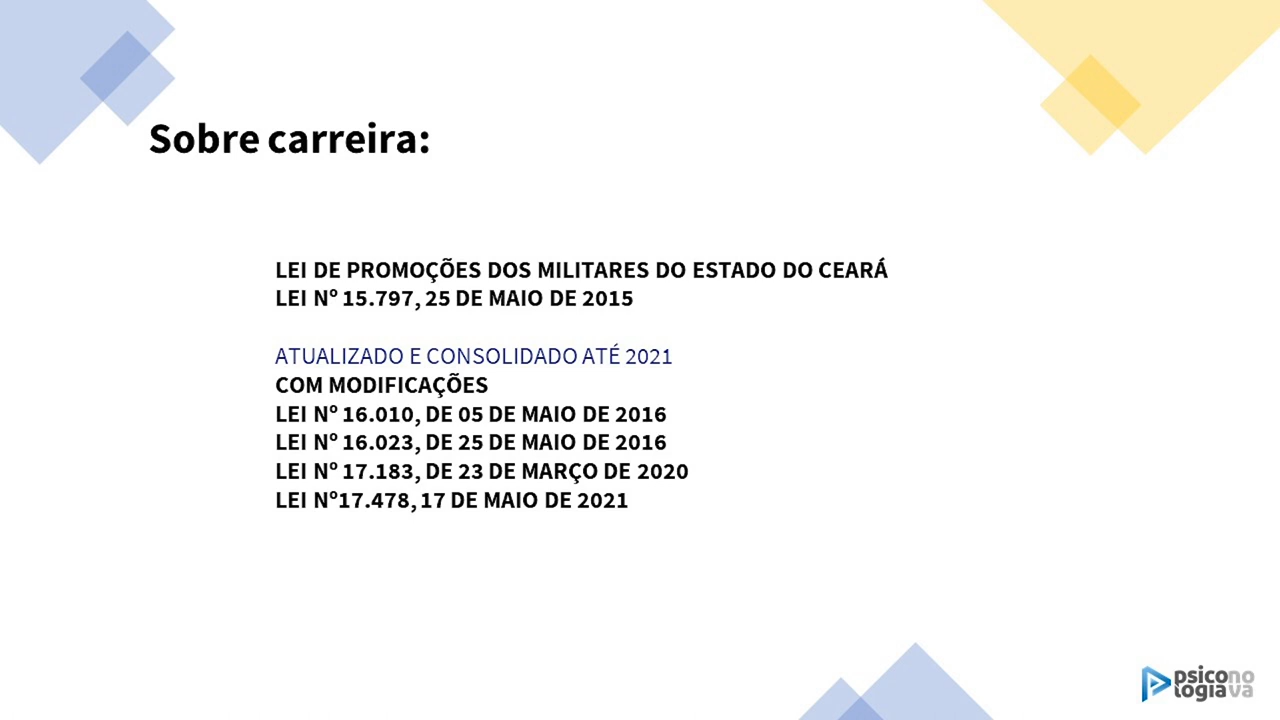 Sobre carreira:
LEI DE PROMOÇÕES DOS MILITARES DO ESTADO DO CEARÁ
LEI Nº 15.797, 25 DE MAIO DE 2015
ATUALIZADO E CONSOLIDADO ATÉ 2021
COM MODIFICAÇÕES
LEI Nº 16.010, DE 05 DE MAIO DE 2016
LEI Nº 16.023, DE 25 DE MAIO DE 2016
LEI Nº 17.183, DE 23 DE MARÇO DE 2020
LEI Nº17.478, 17 DE MAIO DE 2021
psicono
logiava